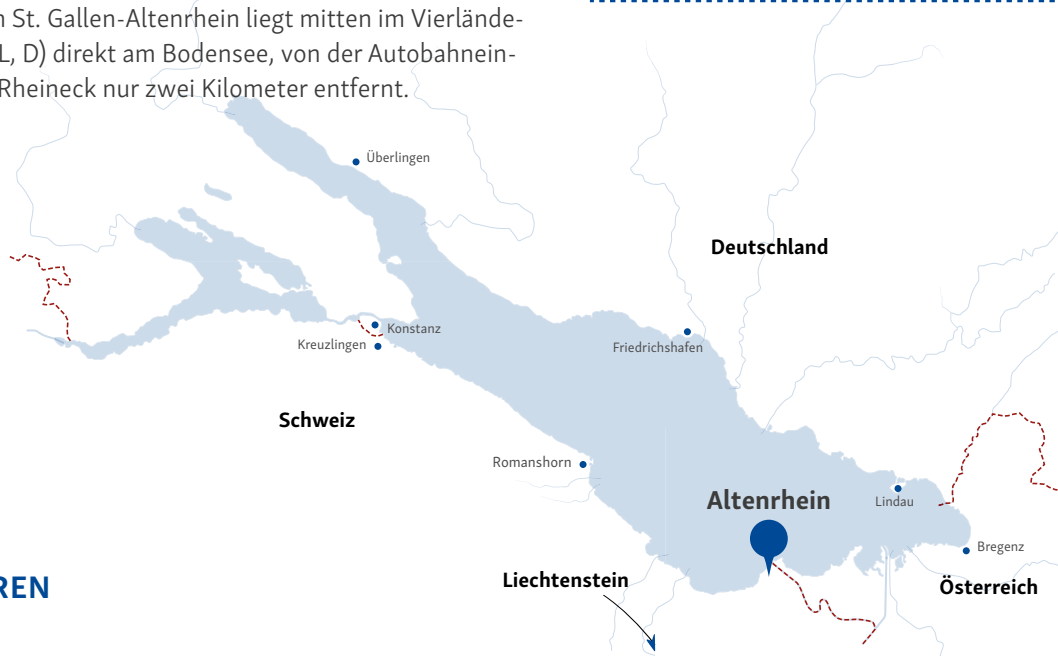 n St. Gallen-Altenrhein liegt mitten im Vierlände-
L, D) direkt am Bodensee, von der Autobahnein-
Rheineck nur zwei Kilometer entfernt.
Überlingen
Deutschland
Konstanz
Kreuzlingen
Friedrichshafen
Schweiz
Romanshorn
Altenrhein
Lindau
Bregenz
Liechtenstein
Österreich
REN